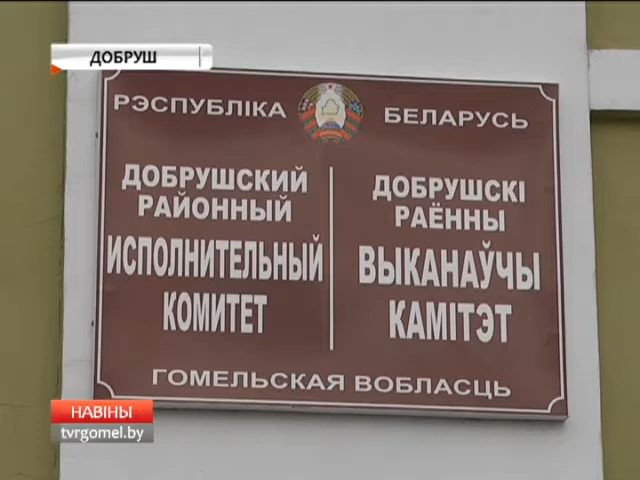 ДОБРУШ
РЭСПУБЛІКА БЕЛАРУСЬ
ДОБРУШСКИЙ
РАЙОННЫЙ
ИСПОЛНИТЕЛЬНЫЙ
КОМИТЕТ
ДОБРУШСКІ
РАЁННЫ
ВЫКАНАЎЧЫ
КАМІТЭТ
ГОМЕЛЬСКАЯ ВОБЛАСЦЬ
НАВІНЫ
tvrgomel.by